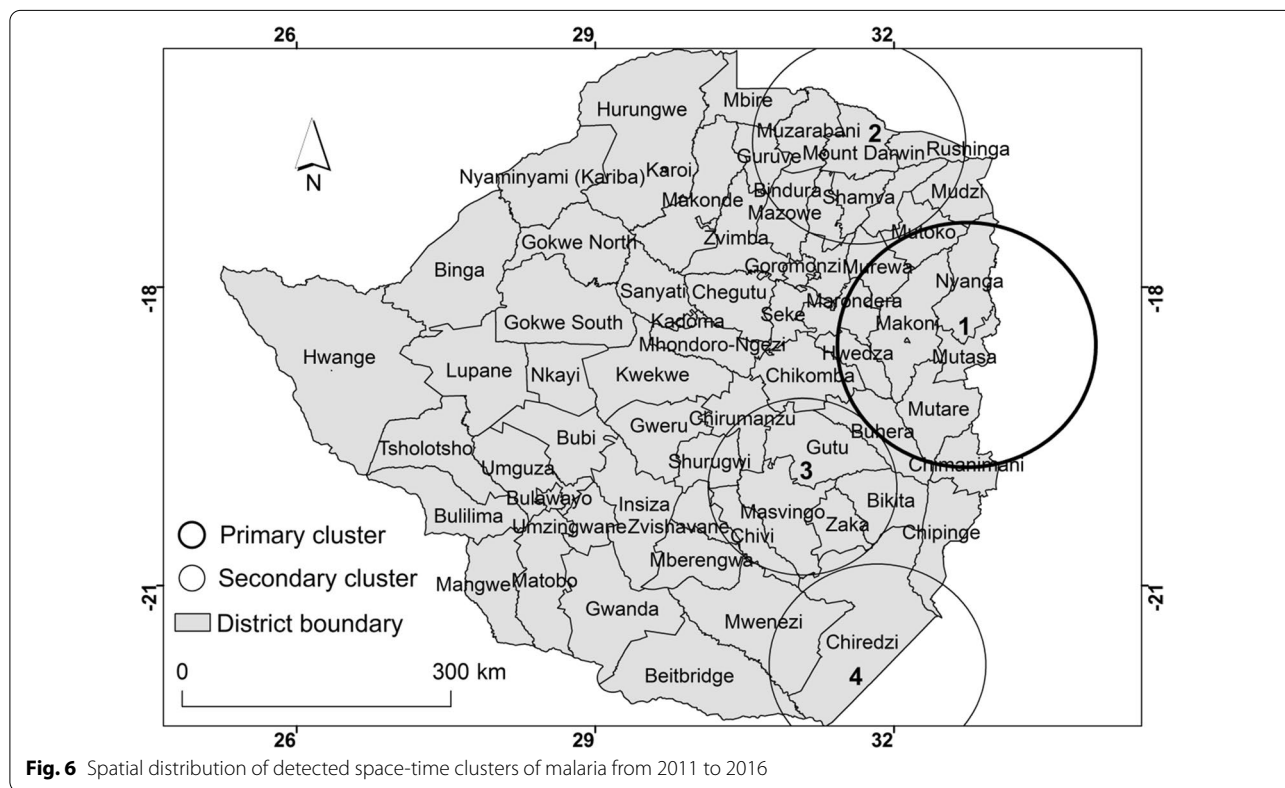 26 29 32
Hurungwe Mbire
N
Muzarabani 2
Guruve Mount Darwin Rushinga
Nyaminyami (Kariba) Karoi
Makonde Bindura Shamva Mudzi
Mazowe
Gokwe North Zvimba Mutoko
Binga Goromonzi Murewa
Nyanga
-18 Sanyati Chegutu Marondera -18
Gokwe South Kadoma Seke Makoni 1
Hwange Mhondoro-Ngezi Hwedza Mutasa
Lupane Nkayi Kwekwe Chikomba
Mutare
Gweru Chirumanzu Buhera
Tsholotsho Bubi Gutu
Umguza Shurugwi 3 Chimanimani
Bulawayo Insiza Masvingo Bikita
Bulilima Umzingwane Zvishavane Zaka Chipinge
Chivi
Primary cluster
Mberengwa
Secondary cluster
-21 Mangwe Matobo Gwanda Mwenezi -21
District boundary
Chiredzi
0 300 km Beitbridge 4
26 29 32
Fig. 6 Spatial distribution of detected space-time clusters of malaria from 2011 to 2016